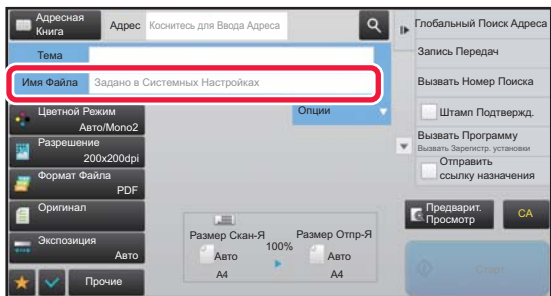 Адресная
Книга
Адрес
Коснитесь для Ввода Адреса
Тема
Имя Файла
Задано в Системных Настройках
Цветной Режим
Авто/Mono2
Опции
Разрешение
200x200dpi
Формат Файла
PDF
Оригинал
Экспозиция
Авто
Прочие
Размер Скан-Я
100%
Размер Отпр-Я
Авто
Авто
A4
A4
Глобальный Поиск Адреса
Запись Передач
Вызвать Номер Поиска
Штамп Подтвержд.
Вызвать Программу
Вызвать Зарегистр. установки
Отправить
ссылку назначения
Предварит.
Просмотр
CA
Старт